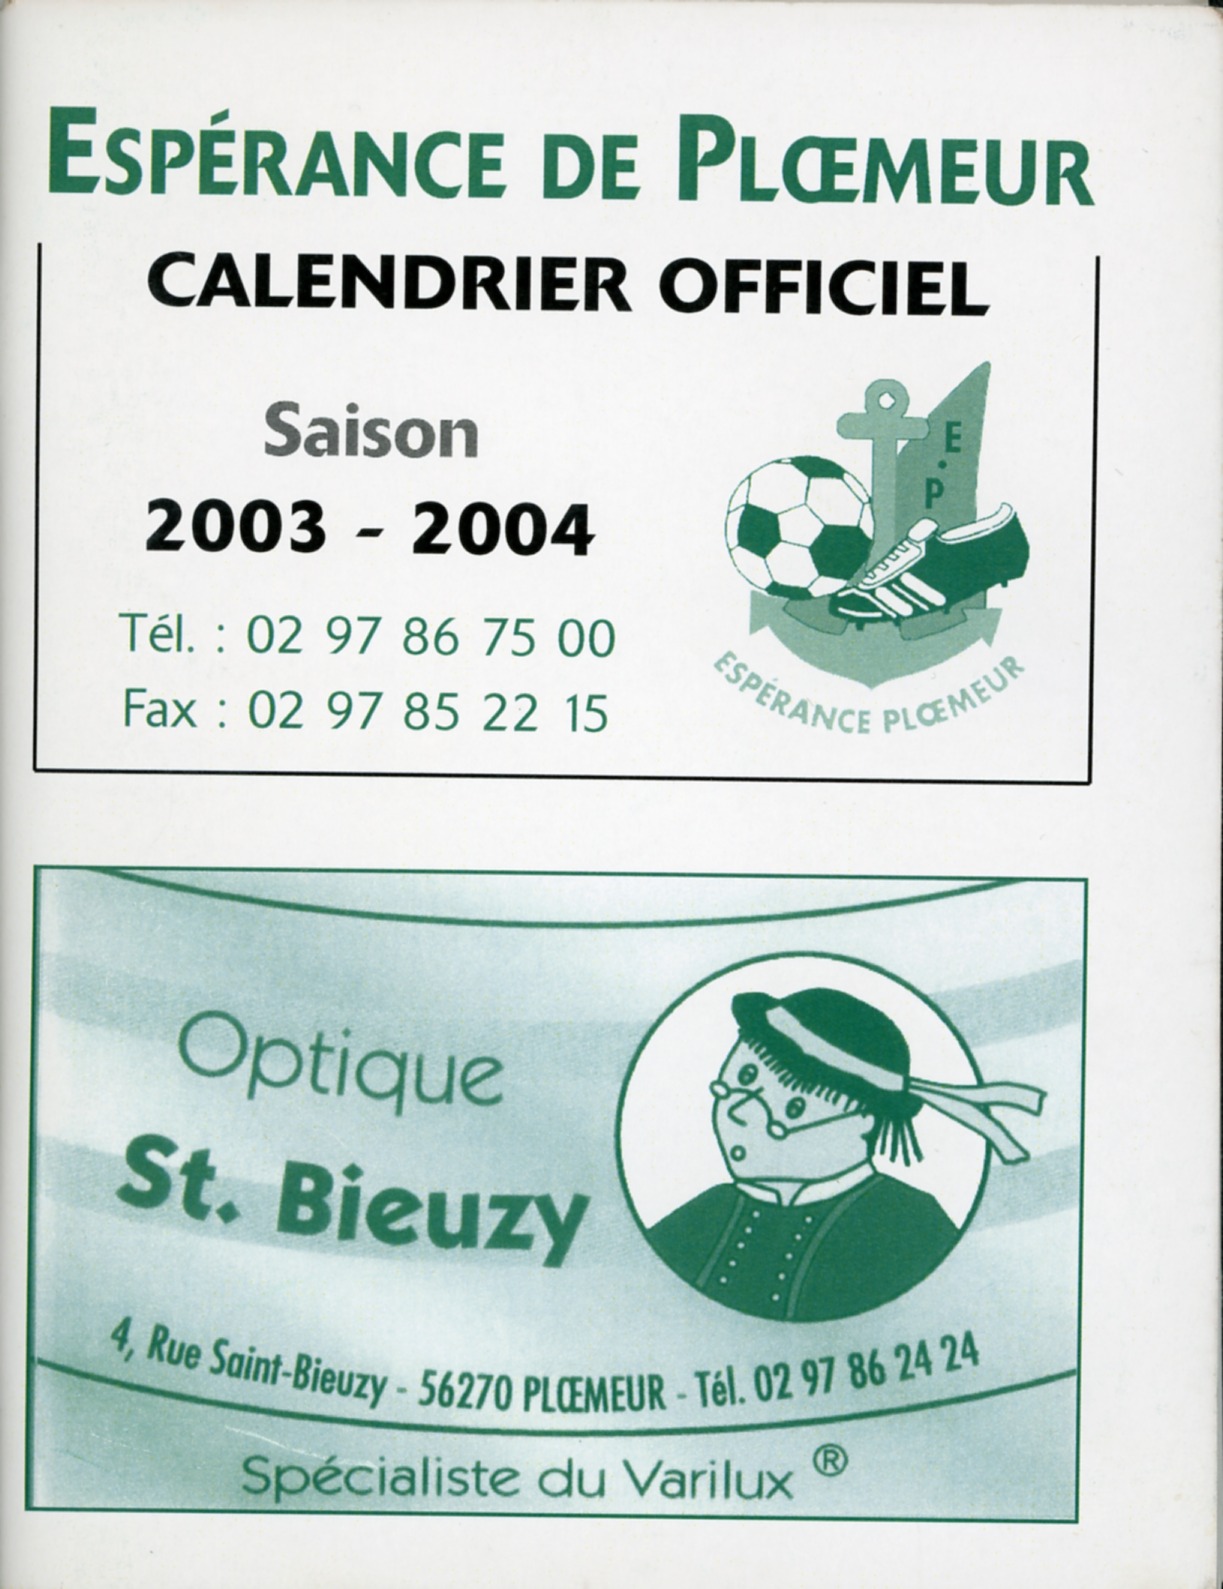 ESPÉRANCE DE PLŒMEUR
CALENDRIER OFFICIEL
Saison
2003 - 2004
Tél. : 02 97 86 75 00
Fax : 02 97 85 22 15
E.P
ESPÉRANCE PLŒMEUR
Optique
St. Bieuzy
4, Rue Saint-Bieuzy - 56270 PLŒMEUR - Tél. 02 97 86 24 24
Spécialiste du Varilux ®